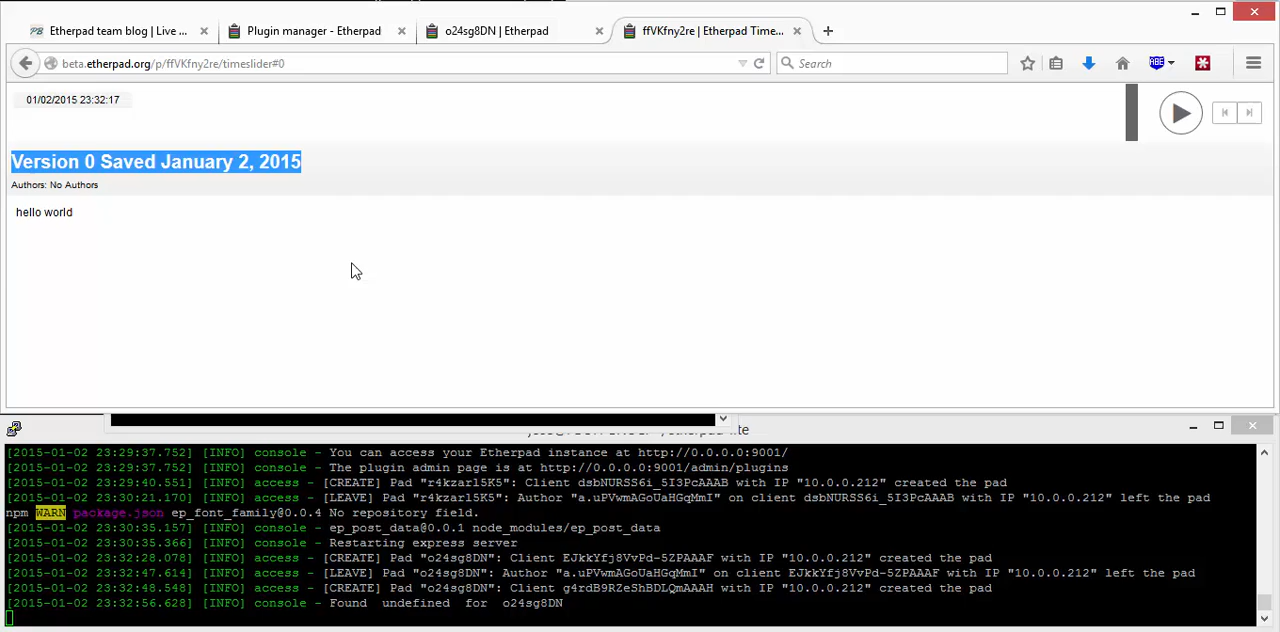 Etherpad team blog | Live ...
Plugin manager - Etherpad
o24sg8DN | Etherpad
ffVKfny2re | Etherpad Time...
beta.etherpad.org/p/ffVKfny2re/timeslider#0
Search
ABP
01/02/2015 23:32:17
Version 0 Saved January 2, 2015
Authors: No Authors
hello world
[2015-01-02 23:29:37.752] [INFO] console - You can access your Etherpad instance at http://0.0.0.0:9001/
[2015-01-02 23:29:37.752] [INFO] console - The plugin admin page is at http://0.0.0.0:9001/admin/plugins
[2015-01-02 23:29:40.551] [INFO] access - [CREATE] Pad "r4kzarl5K5": Client dsbNURSS6i_5I3PcAAAB with IP "10.0.0.212" created the pad
[2015-01-02 23:30:21.170] [INFO] access - [LEAVE] Pad "r4kzarl5K5": Author "a.uPVwmAGoUaHGqMmI" on client dsbNURSS6i_5I3PcAAAB with IP "10.0.0.212" left the pad
npm WARN package.json ep_font_family@0.0.4 No repository field.
[2015-01-02 23:30:35.157] [INFO] console - ep_post_data@0.0.1 node_modules/ep_post_data
[2015-01-02 23:30:35.366] [INFO] console - Restarting express server
[2015-01-02 23:32:28.078] [INFO] access - [CREATE] Pad "o24sg8DN": Client EJkkYfj8VvPd-5ZPAAAF with IP "10.0.0.212" created the pad
[2015-01-02 23:32:47.614] [INFO] access - [LEAVE] Pad "o24sg8DN": Author "a.uPVwmAGoUaHGqMmI" on client EJkkYfj8VvPd-5ZPAAAF with IP "10.0.0.212" left the pad
[2015-01-02 23:32:48.548] [INFO] access - [CREATE] Pad "o24sg8DN": Client g4rdB9RZeShBDLQmAAAH with IP "10.0.0.212" created the pad
[2015-01-02 23:32:56.628] [INFO] console - Found undefined for o24sg8DN